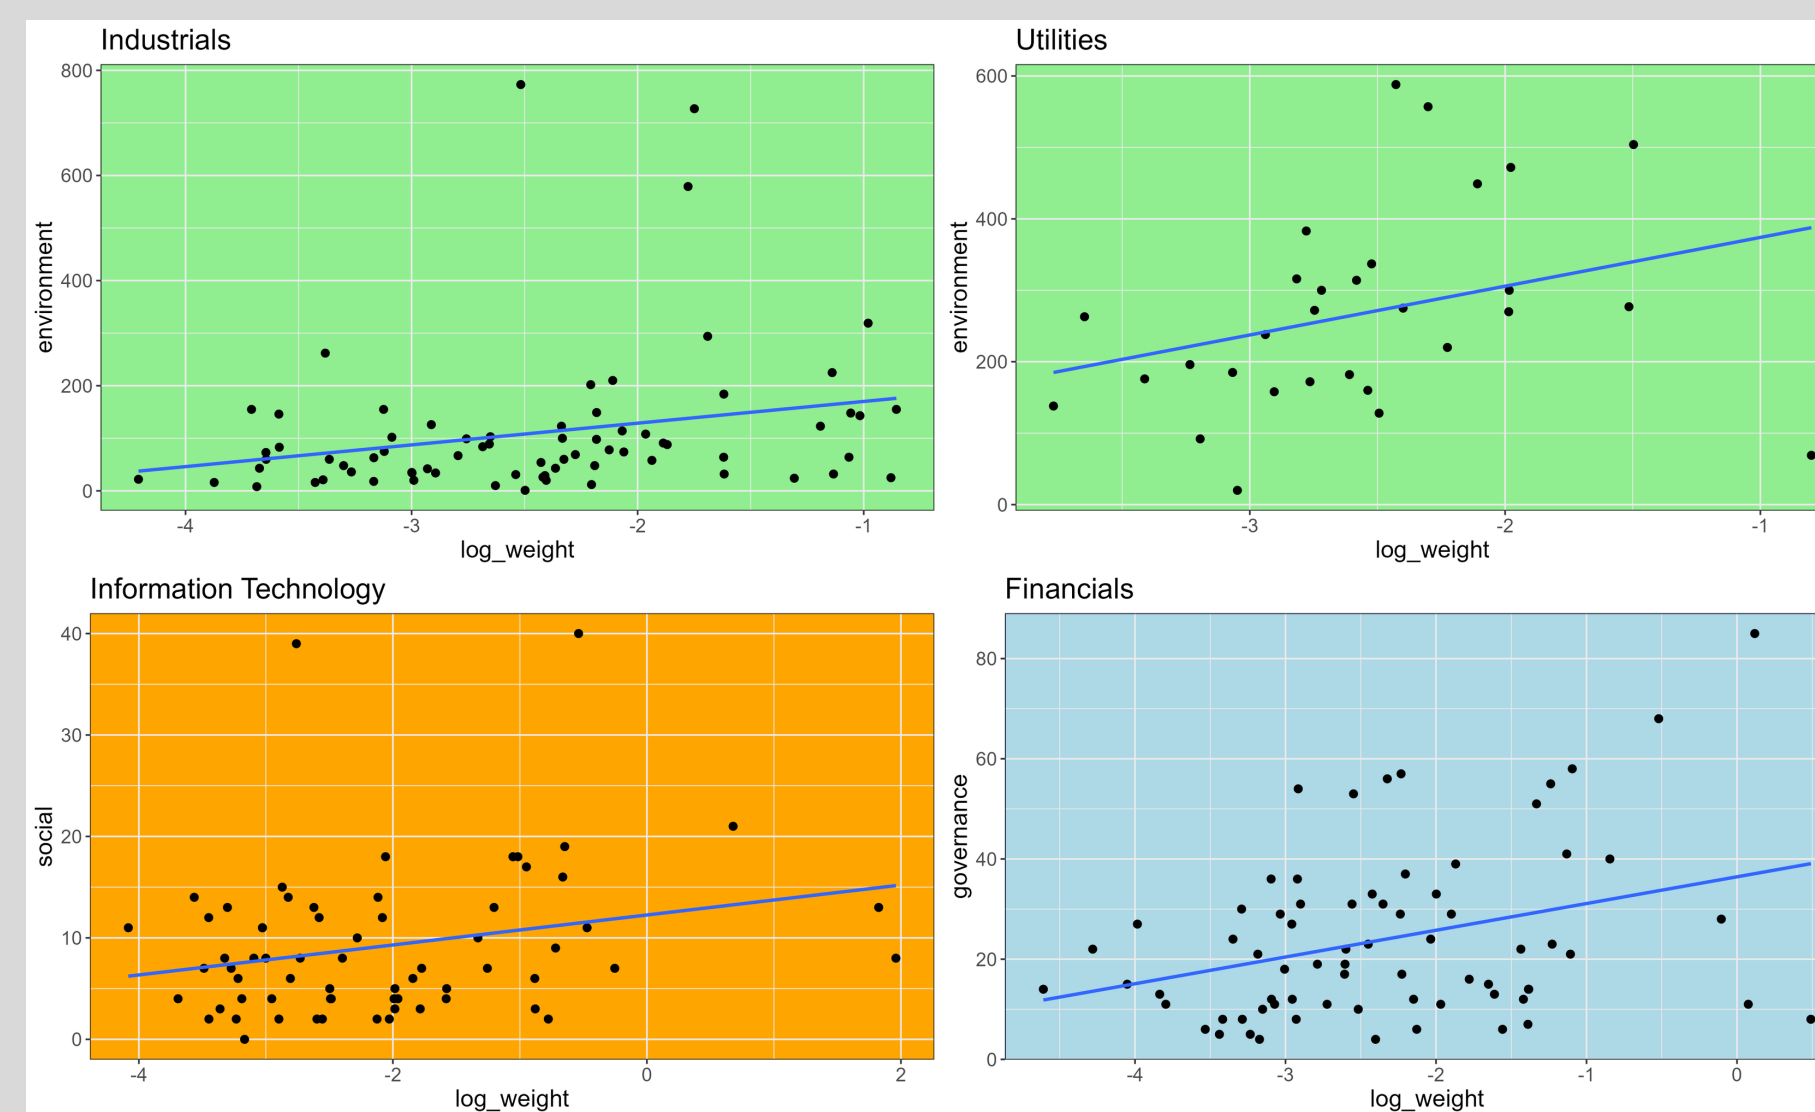 Industrials
800
600
400
200
0
environment
-4
-3
-2
-1
log_weight
Utilities
600
400
200
0
environment
-3
-2
-1
log_weight
Information Technology
40
30
20
10
0
social
-4
-2
0
2
log_weight
Financials
80
60
40
20
0
governance
-4
-3
-2
-1
0
log_weight